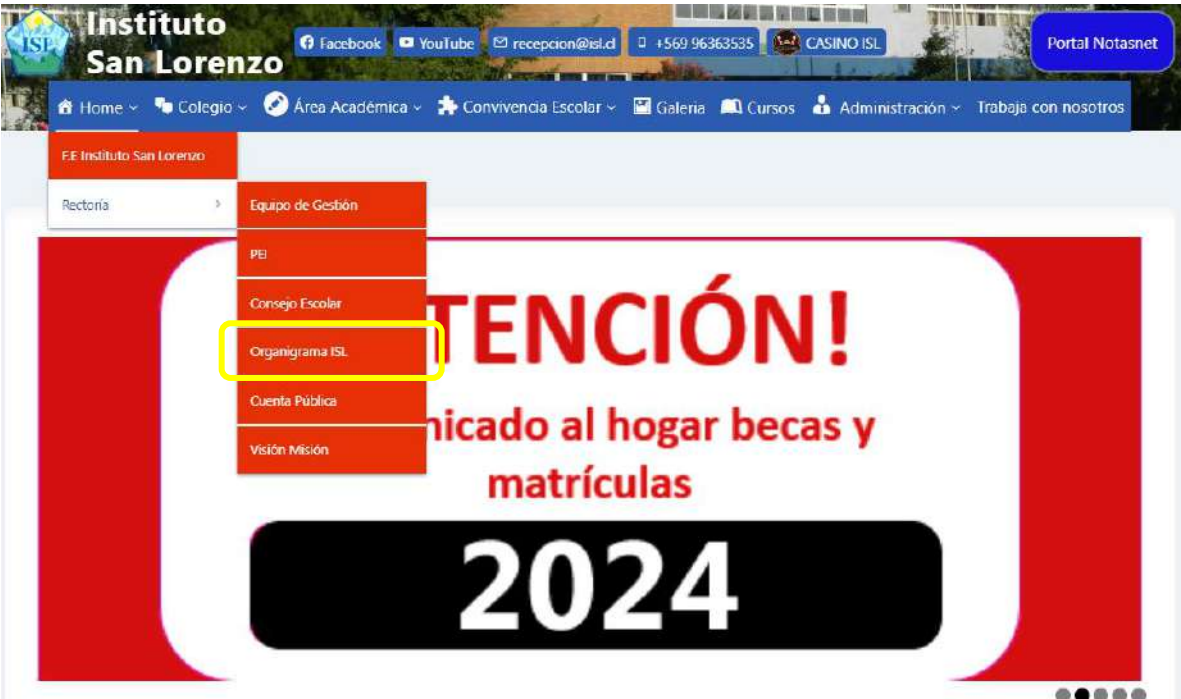 Instituto
San Lorenzo
ISL
Facebook
YouTube
recepcion@isl.cl
+569 96363535
CASINO ISL
Portal Notasnet
Home
Colegio
Área Académica
Convivencia Escolar
Galeria
Cursos
Administración
Trabaja con nosotros
F.E Instituto San Lorenzo
Rectoría
Equipo de Gestión
PEI
Consejo Escolar
Organigrama ISL
Cuenta Pública
Visión Misión
TENCIÓN!
nicado al hogar becas y
matrículas
2024